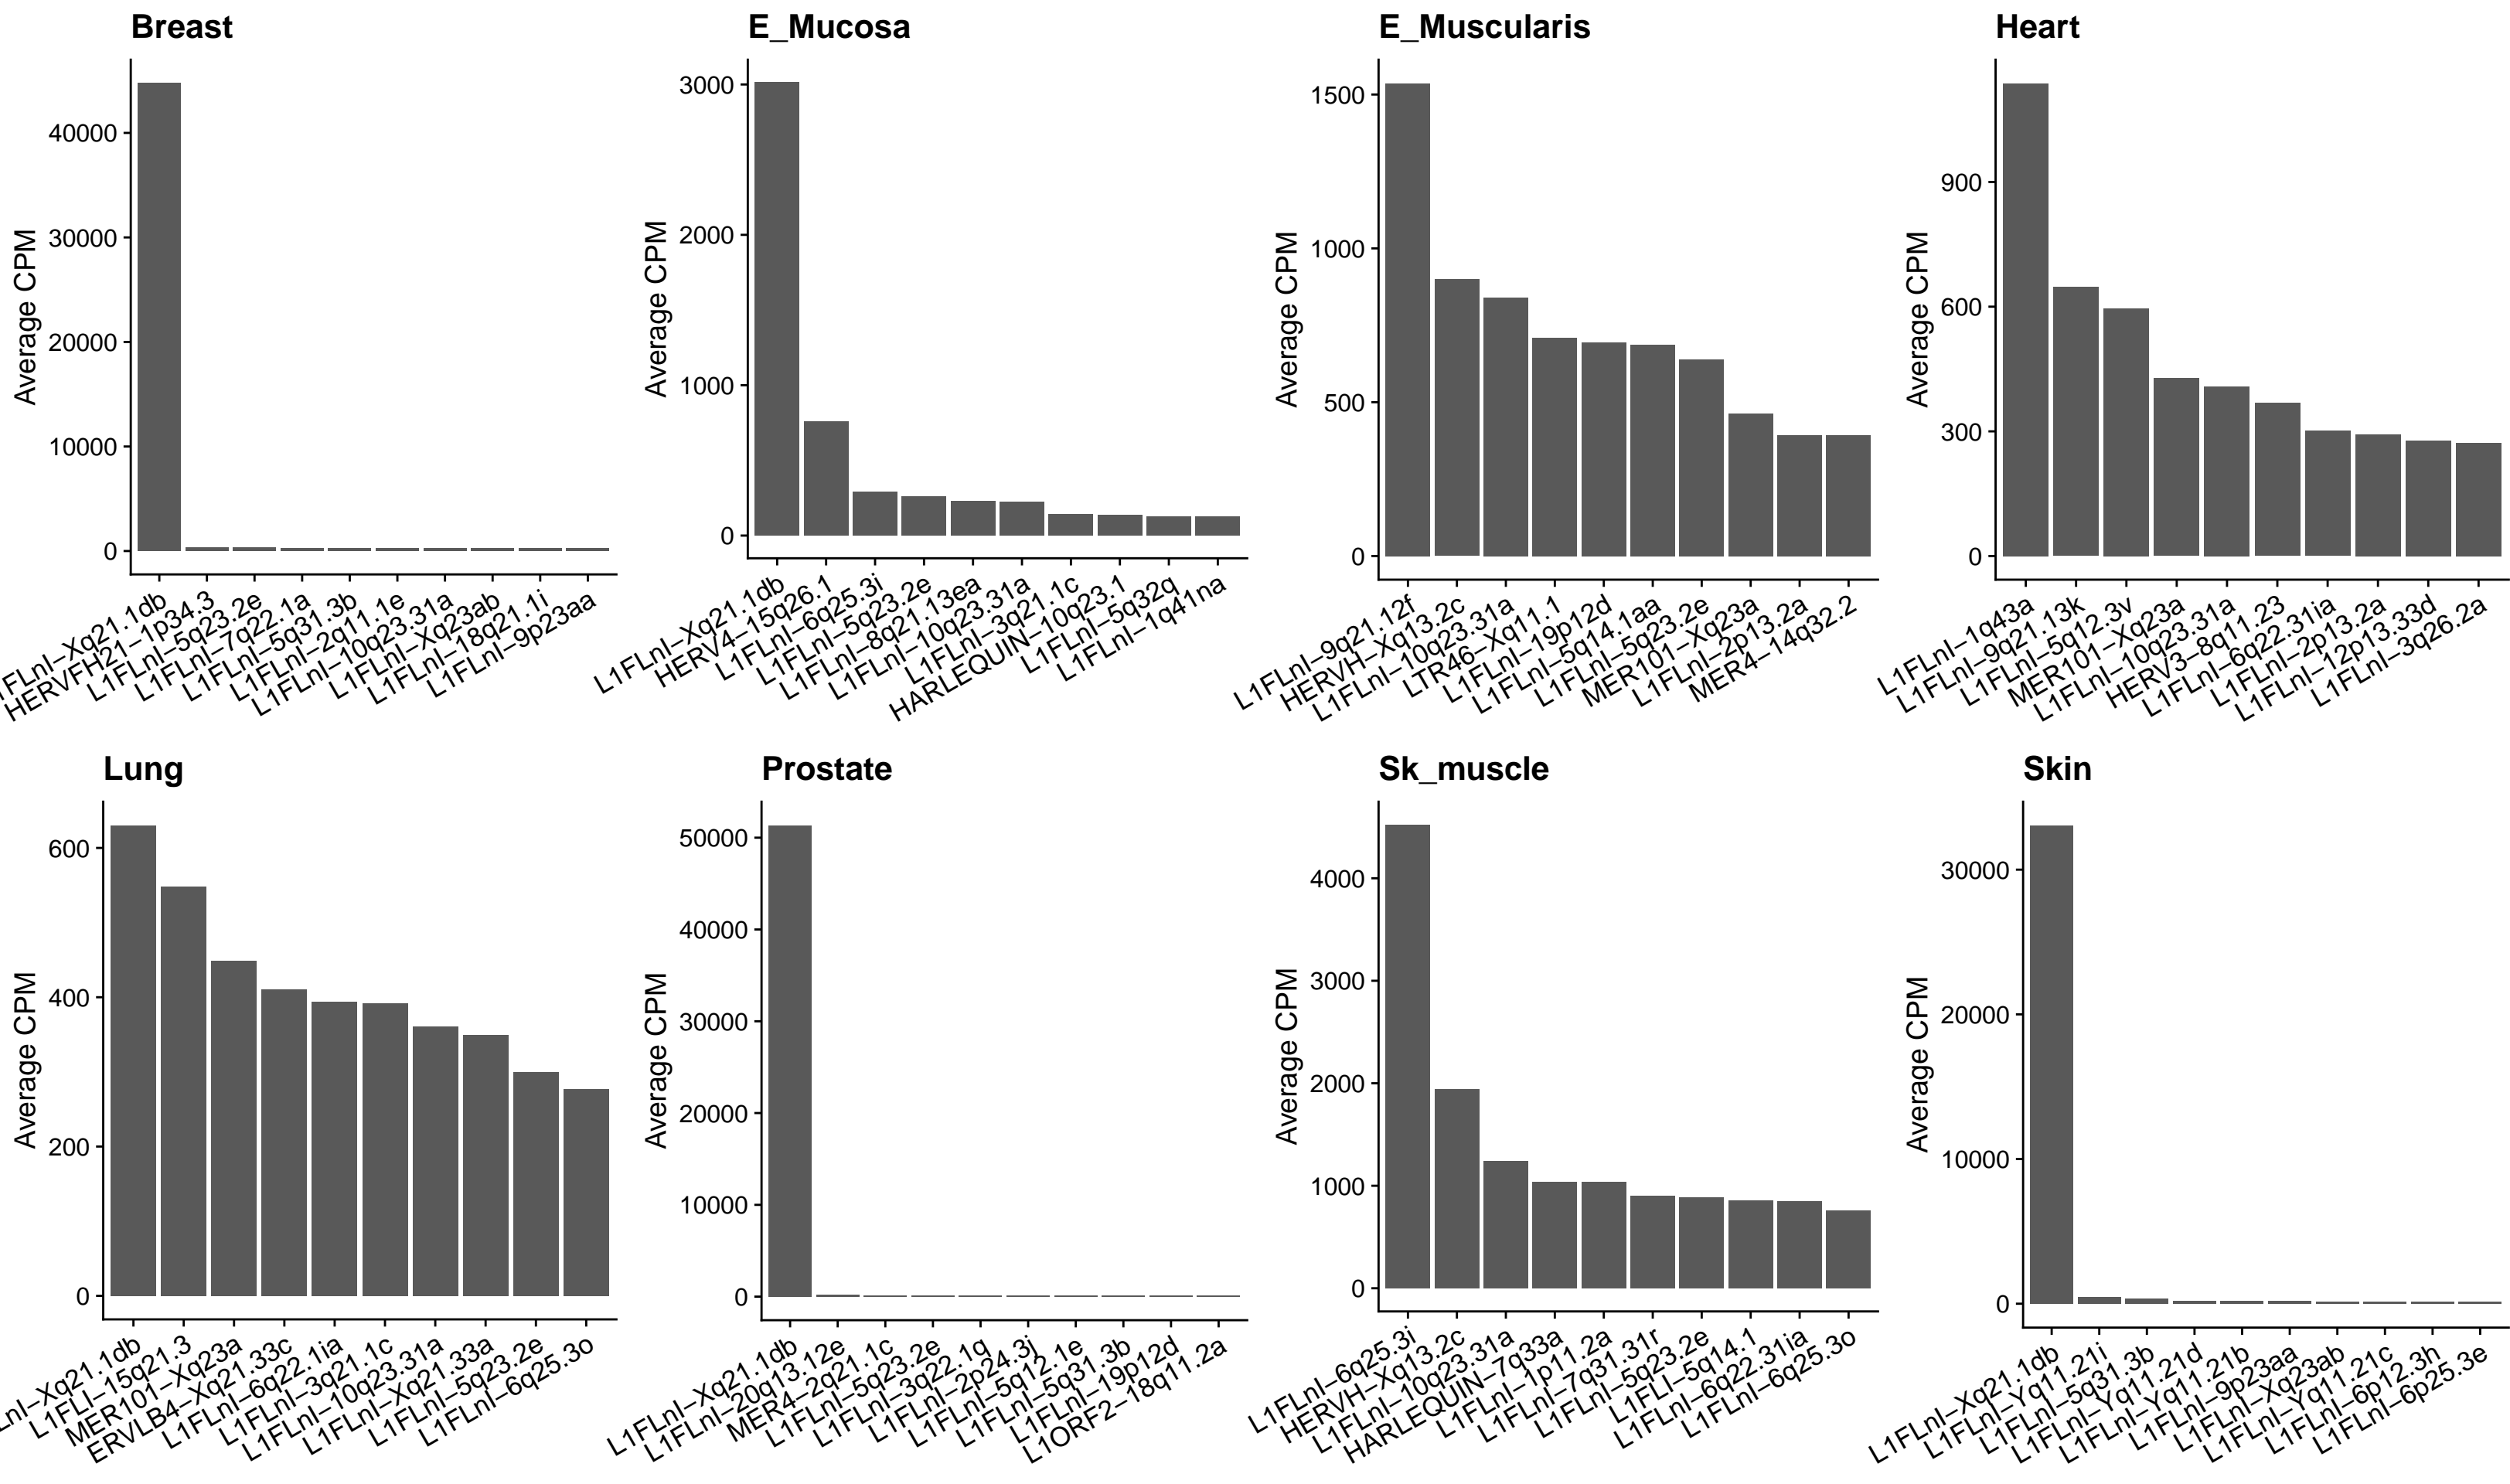 Breast
Average CPM
40000
30000
20000
10000
0
1FLnI–Xq21.1db
HERVFH21–1p34.3
L1FLnI–5q23.2e
L1FLnI–7q22.1a
L1FLnI–5q31.3b
L1FLnI–2q11.1e
L1FLnI–10q23.31a
L1FLnI–Xq23ab
L1FLnI–18q21.1i
L1FLnI–9p23aa
E_Mucosa
Average CPM
3000
2000
1000
0
L1FLnI–Xq21.1db
HERV4–15q26.1
L1FLnI–6q25.3i
L1FLnI–5q23.2e
L1FLnI–8q21.13ea
L1FLnI–10q23.31a
L1FLnI–3q21.1c
HARLEQUIN–10q23.1
L1FLnI–5q32q
L1FLnI–1q41na
E_Muscularis
Average CPM
1500
1000
500
0
L1FLnI–9q21.12f
HERVH–Xq13.2c
L1FLnI–10q23.31a
LTR46–Xq11.1
L1FLnI–19p12d
L1FLnI–5q14.1aa
L1FLnI–5q23.2e
MER101–Xq23a
L1FLnI–2p13.2a
MER4–14q32.2
Heart
Average CPM
900
600
300
0
L1FLnI–1q43a
L1FLnI–9q21.13k
L1FLnI–5q12.3v
MER101–Xq23a
L1FLnI–10q23.31a
HERV3–8q11.23
L1FLnI–6q22.31ia
L1FLnI–2p13.2a
L1FLnI–12p13.33d
L1FLnI–3q26.2a
Lung
Average CPM
600
400
200
0
LnI–Xq21.1db
L1FLI–15q21.3
MER101–Xq23a
ERVLB4–Xq21.33c
L1FLnI–6q22.1ia
L1FLnI–3q21.1c
L1FLnI–10q23.31a
L1FLnI–Xq21.33a
L1FLnI–5q23.2e
L1FLnI–6q25.3o
Prostate
Average CPM
50000
40000
30000
20000
10000
0
L1FLnI–Xq21.1db
L1FLnI–20q13.12e
MER4–2q21.1c
L1FLnI–5q23.2e
L1FLnI–3q22.1q
L1FLnI–2p24.3j
L1FLnI–5q12.1e
L1FLnI–5q31.3b
L1FLnI–19p12d
L1ORF2–18q11.2a
Sk_muscle
Average CPM
4000
3000
2000
1000
0
L1FLnI–6q25.3i
HERVH–Xq13.2c
L1FLnI–10q23.31a
HARLEQUIN–7q33a
L1FLnI–1p11.2a
L1FLnI–7q31.31r
L1FLnI–5q23.2e
L1FLI–5q14.1
L1FLnI–6q22.31ia
L1FLnI–6q25.3o
Skin
Average CPM
30000
20000
10000
0
L1FLnI–Xq21.1db
L1FLnI–Yq11.21i
L1FLnI–5q31.3b
L1FLnI–Yq11.21d
L1FLnI–Yq11.21b
L1FLnI–9p23aa
L1FLnI–Xq23ab
L1FLnI–Yq11.21c
L1FLnI–6p12.3h
L1FLnI–6p25.3e